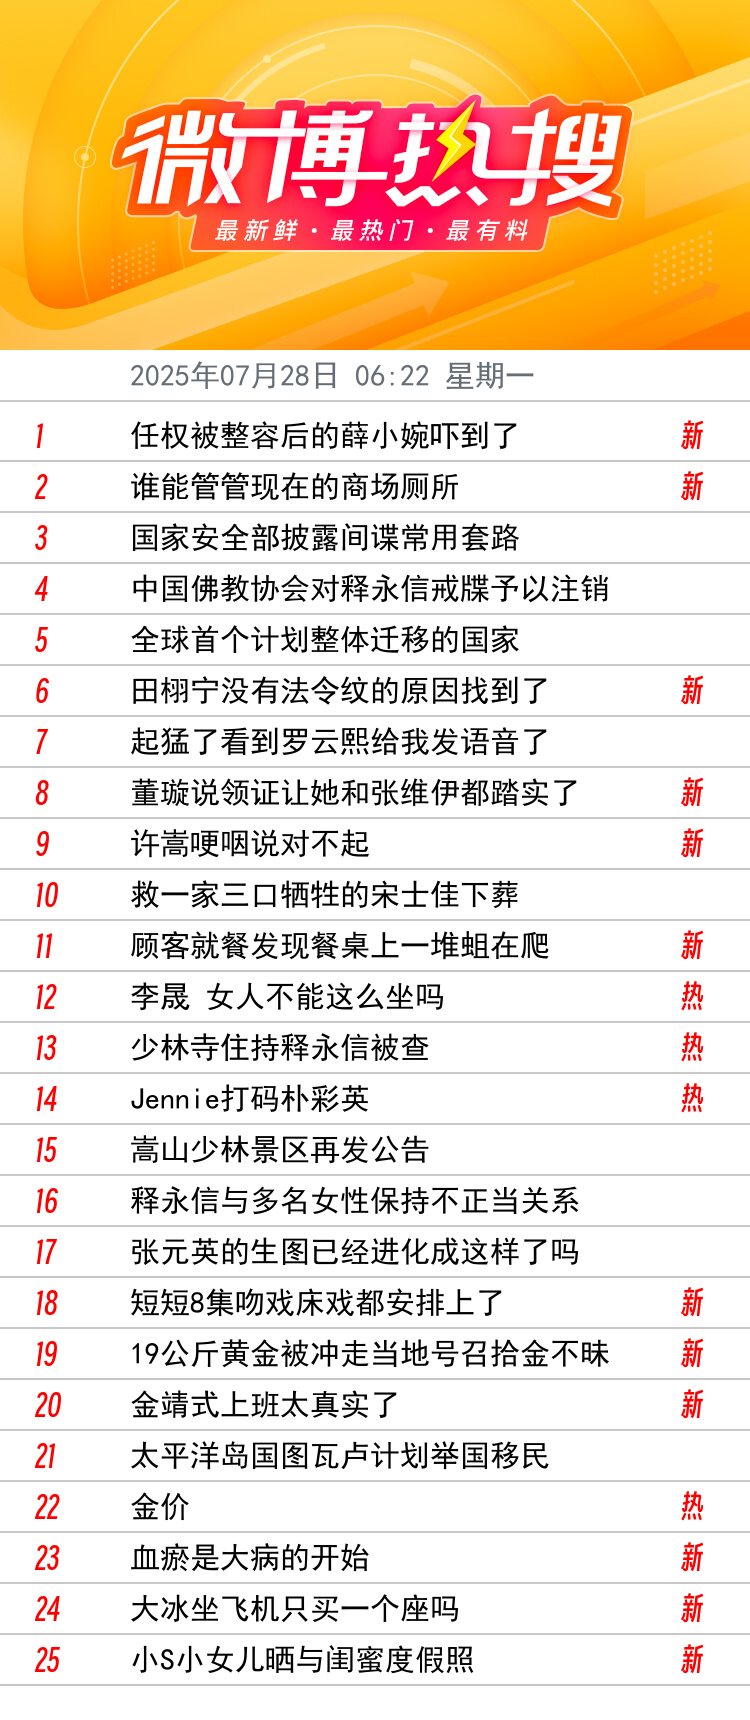 微博热搜
最新鲜·最热门·最有料
2025年07月28日 06:22 星期一
1 任权被整容后的薛小婉吓到了 新
2 谁能管管现在的商场厕所 新
3 国家安全部披露间谍常用套路
4 中国佛教协会对释永信戒牒予以注销
5 全球首个计划整体迁移的国家
6 田栩宁没有法令纹的原因找到了 新
7 起猛了看到罗云熙给我发语音了
8 董璇说领证让她和张维伊都踏实了 新
9 许嵩哽咽说对不起 新
10 救一家三口牺牲的宋士佳下葬
11 顾客就餐发现餐桌上一堆蛆在爬 新
12 李晟 女人不能这么坐吗 热
13 少林寺住持释永信被查 热
14 Jennie打码朴彩英 热
15 嵩山少林景区再发公告
16 释永信与多名女性保持不正当关系
17 张元英的生图已经进化成这样了吗
18 短短8集吻戏床戏都安排上了 新
19 19公斤黄金被冲走当地号召拾金不昧 新
20 金靖式上班太真实了 新
21 太平洋岛国图瓦卢计划举国移民
22 金价 热
23 血瘀是大病的开始 新
24 大冰坐飞机只买一个座吗 新
25 小S小女儿晒与闺蜜度假照 新